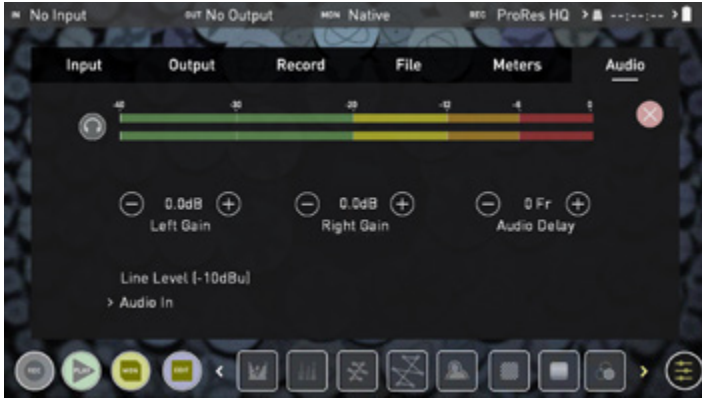 IN No Input OUT No Output MON Native REC ProRes HQ > --:--:-- >
Input Output Record File Meters Audio
-40 -30 -20 -12 -6 0
0.0dB 0.0dB 0 Fr
Left Gain Right Gain Audio Delay
Line Level (-10dBu)
> Audio In
REC PLAY MON EDIT < >